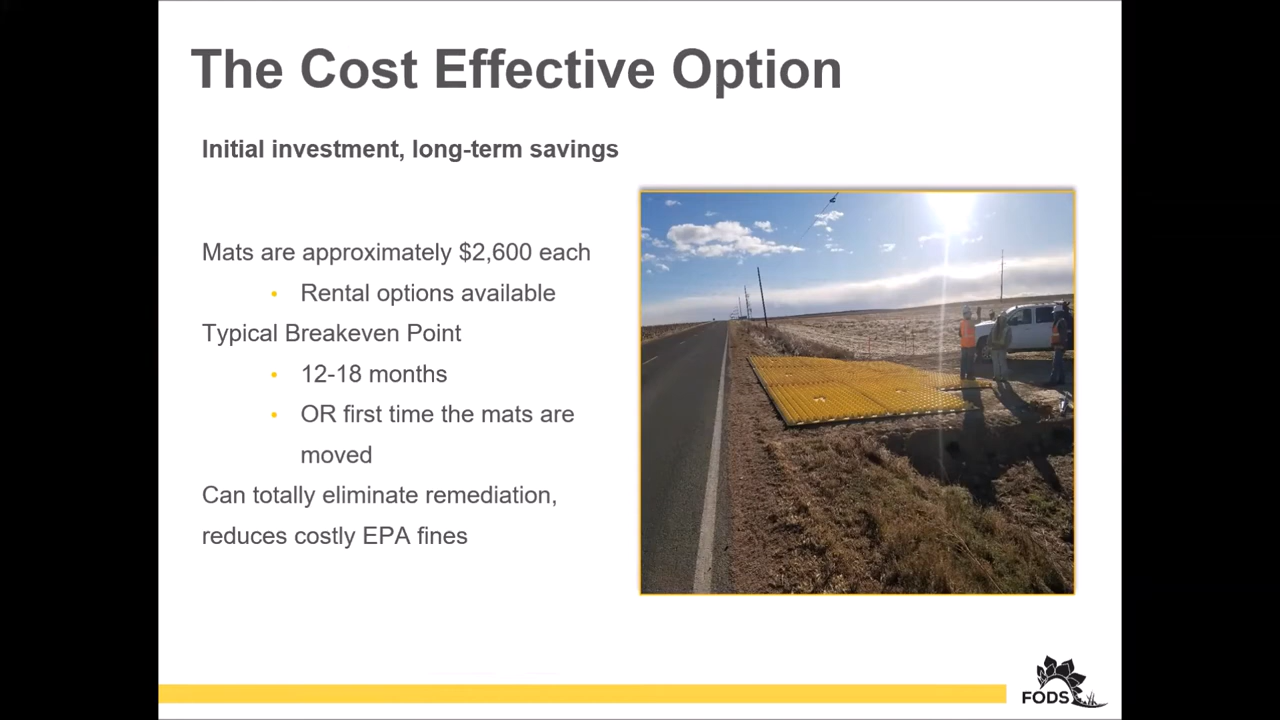 The Cost Effective Option
Initial investment, long-term savings
Mats are approximately $2,600 each
• Rental options available
Typical Breakeven Point
• 12-18 months
• OR first time the mats are
moved
Can totally eliminate remediation,
reduces costly EPA fines
FODS